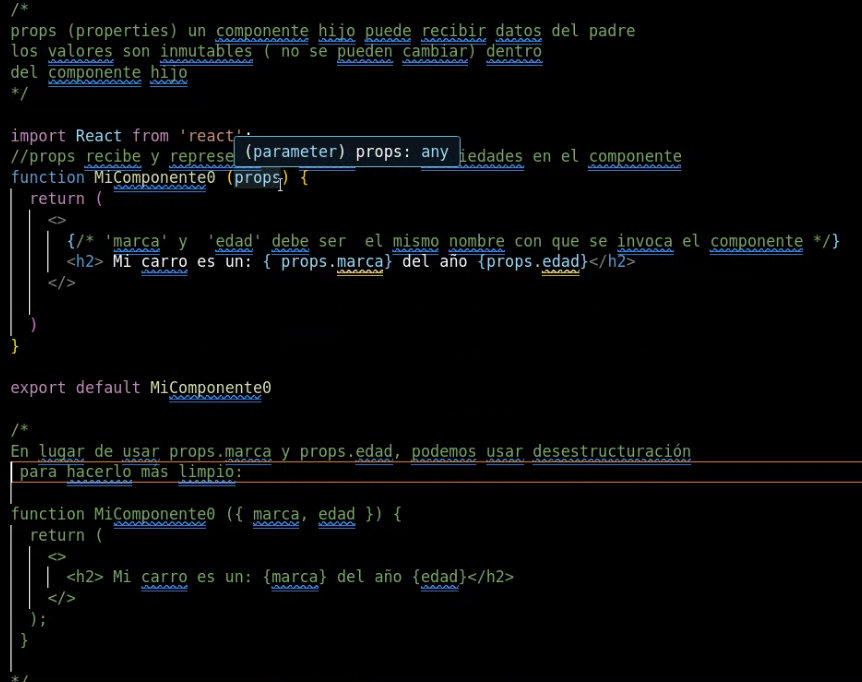 /*
props (properties) un componente hijo puede recibir datos del padre
los valores son inmutables ( no se pueden cambiar) dentro
del componente hijo
*/
import React from 'react';
(parameter) props: any
//props recibe y represe iedades en el componente
function MiComponente0 (props) {
return (
<>
{/* 'marca' y  'edad' debe ser  el mismo nombre con que se invoca el componente */}
<h2> Mi carro es un: { props.marca} del año {props.edad}</h2>
</>
)
}
export default MiComponente0
/*
En lugar de usar props.marca y props.edad, podemos usar desestructuración
para hacerlo más limpio:
function MiComponente0 ({ marca, edad }) {
return (
<>
<h2> Mi carro es un: {marca} del año {edad}</h2>
</>
);
}
*/